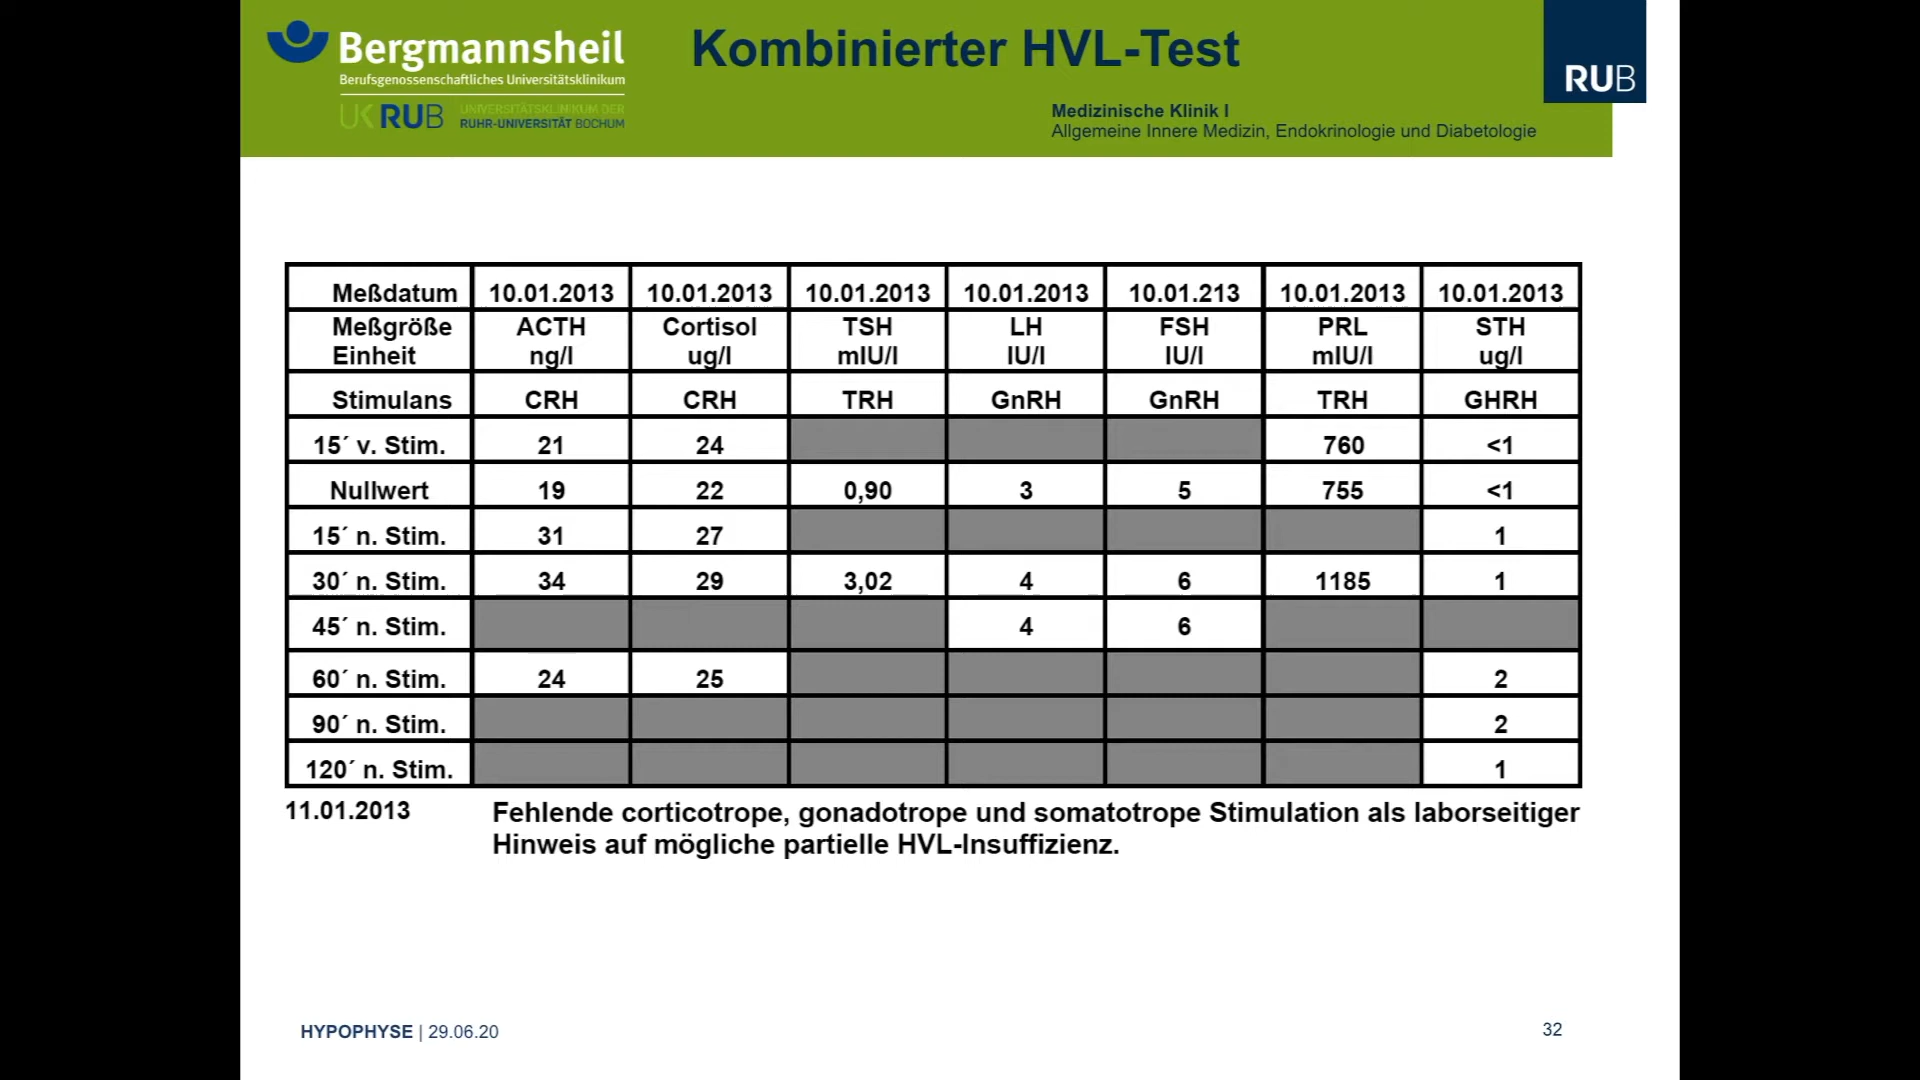 Bergmannsheil
Berufsgenossenschaftliches Universitätsklinikum
UK RUB UNIVERSITÄTSKLINIKUM DER
RUHR-UNIVERSITÄT BOCHUM
Kombinierter HVL-Test
RUB
Medizinische Klinik I
Allgemeine Innere Medizin, Endokrinologie und Diabetologie
Meßdatum 10.01.2013 10.01.2013 10.01.2013 10.01.2013 10.01.213 10.01.2013 10.01.2013
Meßgröße ACTH Cortisol TSH LH FSH PRL STH
Einheit ng/l ug/l mIU/l IU/l IU/l mIU/l ug/l
Stimulans CRH CRH TRH GnRH GnRH TRH GHRH
15´ v. Stim. 21 24 760 <1
Nullwert 19 22 0,90 3 5 755 <1
15´ n. Stim. 31 27 1
30´ n. Stim. 34 29 3,02 4 6 1185 1
45´ n. Stim. 4 6
60´ n. Stim. 24 25 2
90´ n. Stim. 2
120´ n. Stim. 1
11.01.2013 Fehlende corticotrope, gonadotrope und somatotrope Stimulation als laborseitiger
Hinweis auf mögliche partielle HVL-Insuffizienz.
HYPOPHYSE | 29.06.20
32